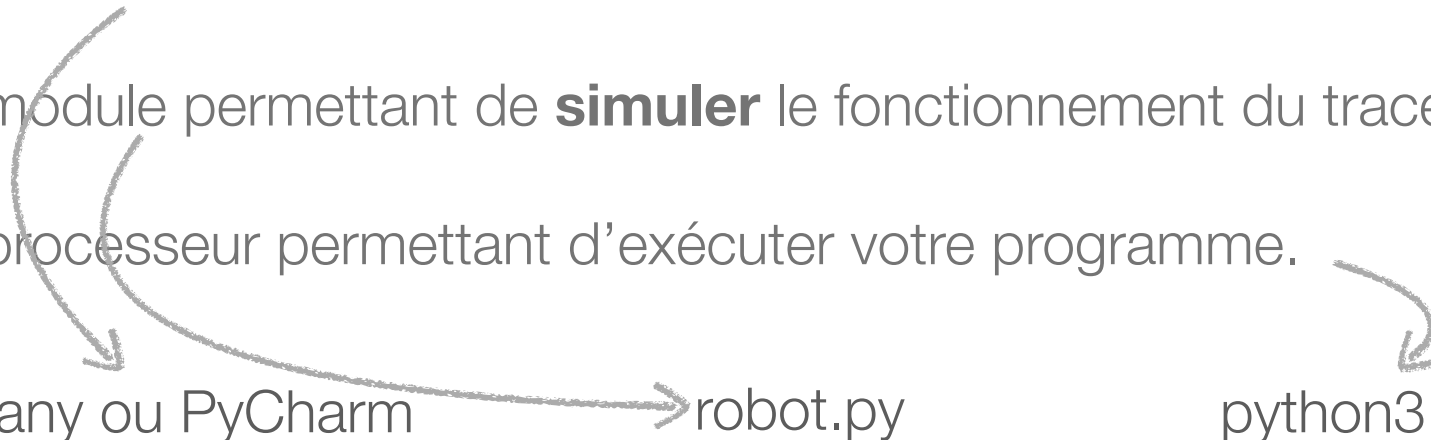 module permettant de simuler le fonctionnement du trace
processeur permettant d’exécuter votre programme.
any ou PyCharm robot.py python3